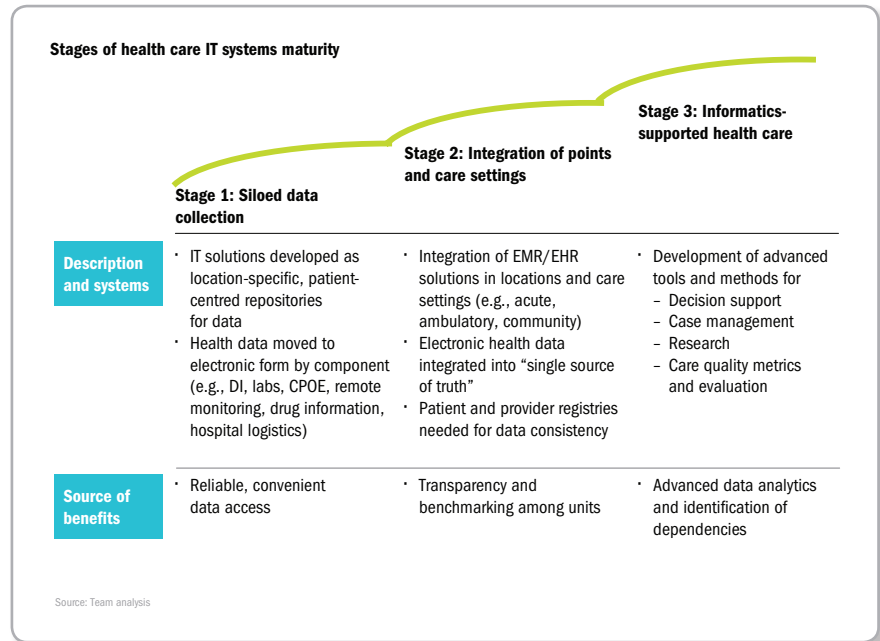 Stages of health care IT systems maturity
Stage 1: Siloed data
collection
Stage 2: Integration of points
and care settings
Stage 3: Informatics-
supported health care
Description
and systems
· IT solutions developed as
location-specific, patient-
centred repositories
for data
· Health data moved to
electronic form by component
(e.g., DI, labs, CPOE, remote
monitoring, drug information,
hospital logistics)
· Integration of EMR/EHR
solutions in locations and care
settings (e.g., acute,
ambulatory, community)
· Electronic health data
integrated into “single source
of truth”
· Patient and provider registries
needed for data consistency
· Development of advanced
tools and methods for
– Decision support
– Case management
– Research
– Care quality metrics
and evaluation
Source of
benefits
· Reliable, convenient
data access
· Transparency and
benchmarking among units
· Advanced data analytics
and identification of
dependencies
Source: Team analysis